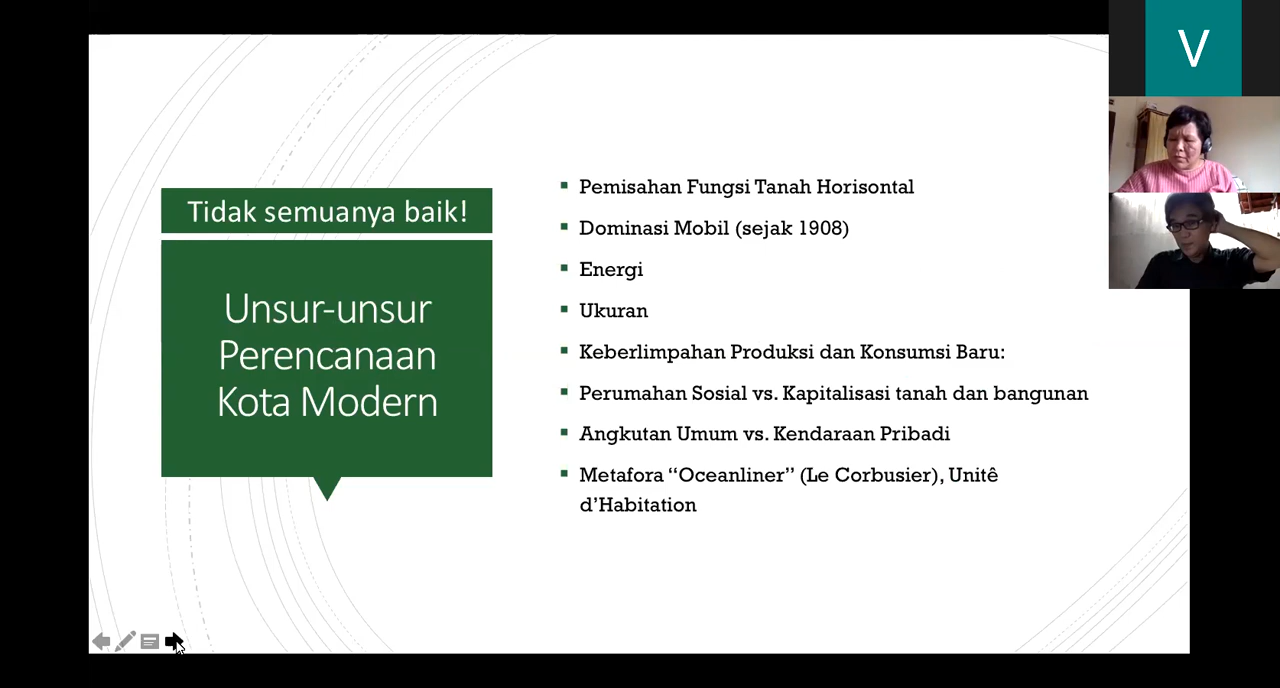 V
Tidak semuanya baik!
Unsur-unsur
Perencanaan
Kota Modern
Pemisahan Fungsi Tanah Horisontal
Dominasi Mobil (sejak 1908)
Energi
Ukuran
Keberlimpahan Produksi dan Konsumsi Baru:
Perumahan Sosial vs. Kapitalisasi tanah dan bangunan
Angkutan Umum vs. Kendaraan Pribadi
Metafora “Oceanliner” (Le Corbusier), Unitê
d’Habitation